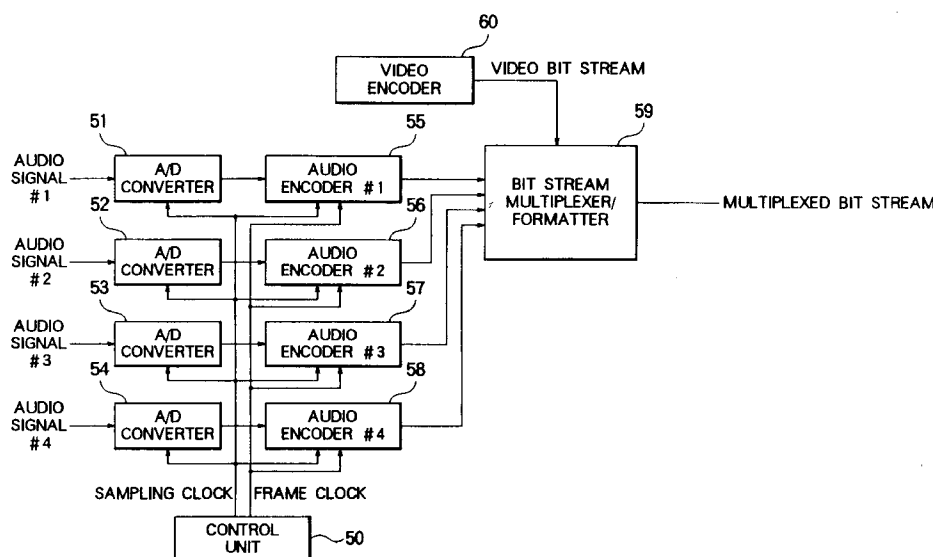 60
VIDEO
ENCODER
VIDEO BIT STREAM
51
55
59
AUDIO
SIGNAL
#1
A/D
CONVERTER
AUDIO
ENCODER #1
BIT STREAM
MULTIPLEXER/
FORMATTER
MULTIPLEXED BIT STREAM
52
56
AUDIO
SIGNAL
#2
A/D
CONVERTER
AUDIO
ENCODER #2
53
57
AUDIO
SIGNAL
#3
A/D
CONVERTER
AUDIO
ENCODER #3
54
58
AUDIO
SIGNAL
#4
A/D
CONVERTER
AUDIO
ENCODER #4
SAMPLING CLOCK
FRAME CLOCK
CONTROL
UNIT
50